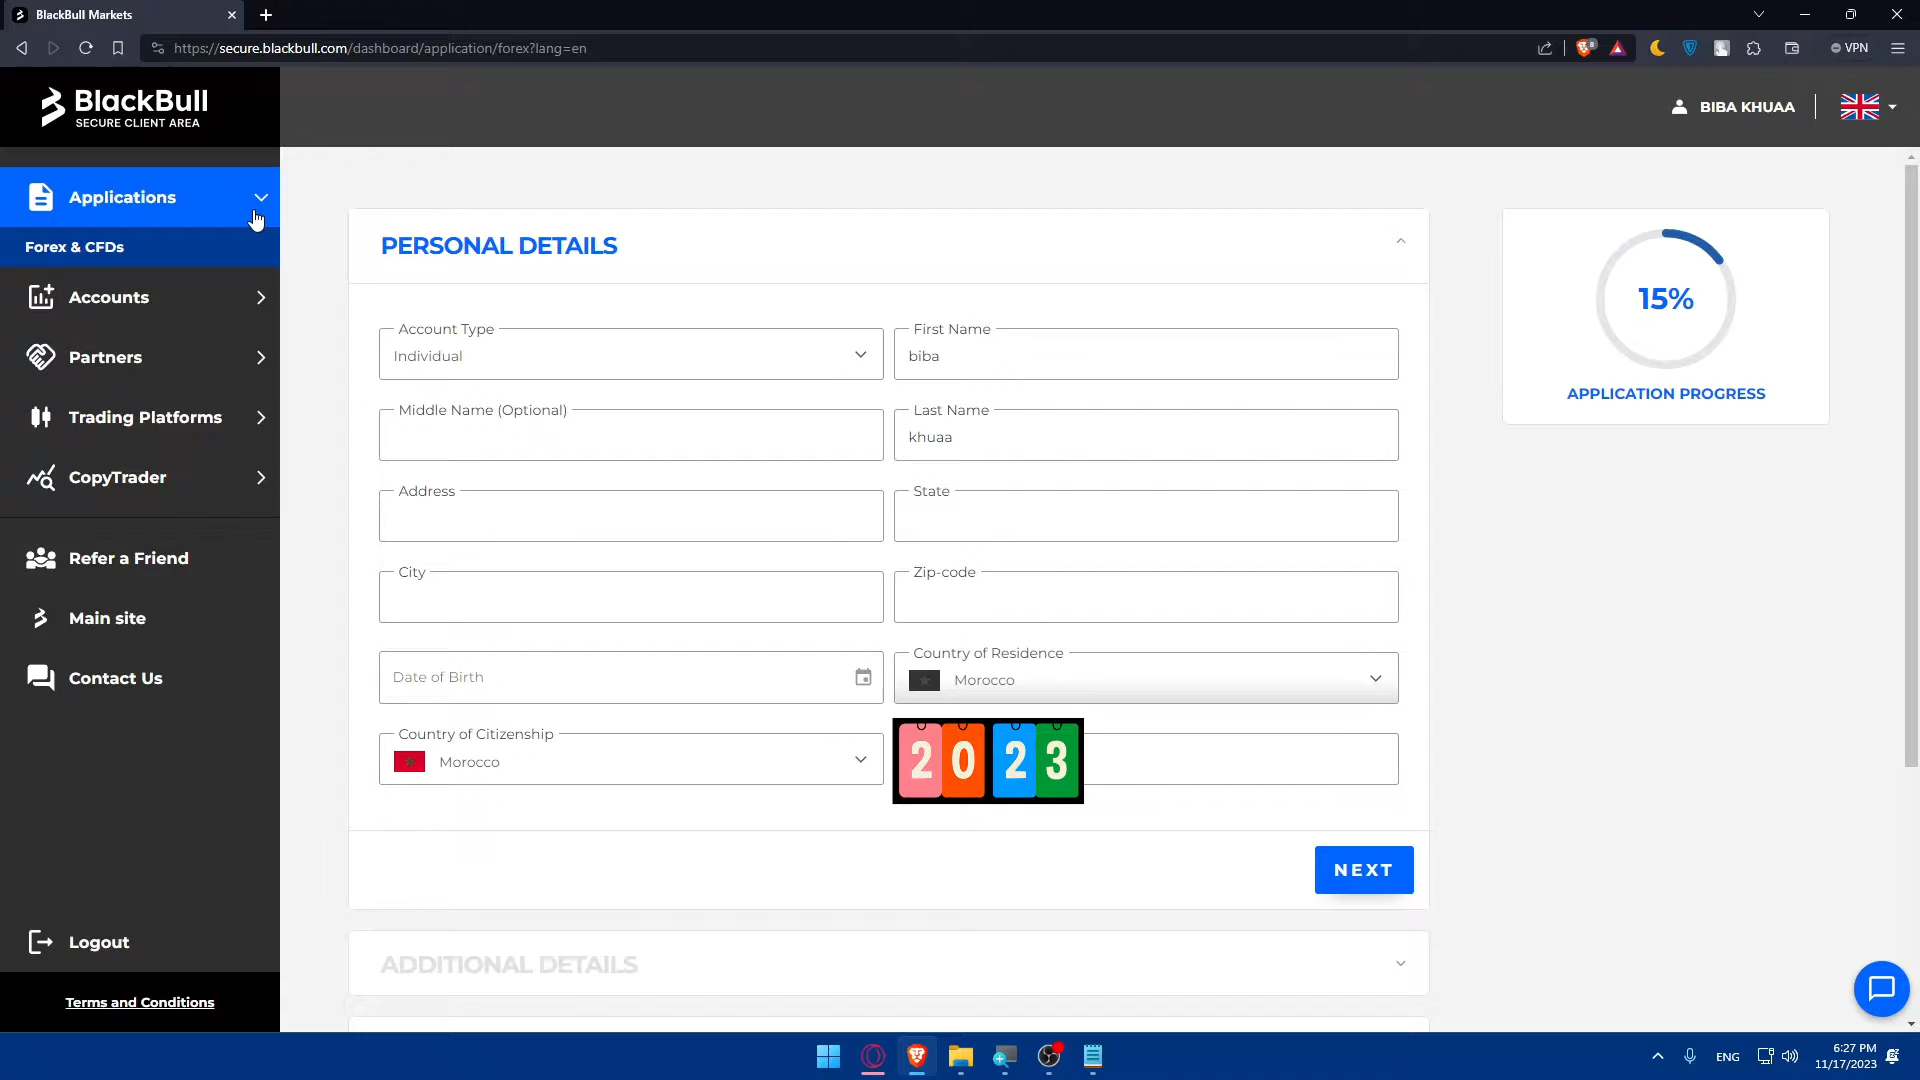 BlackBull Markets
https://secure.blackbull.com/dashboard/application/forex?lang=en
8
VPN
BlackBull
SECURE CLIENT AREA
BIBA KHUAA
Applications
Forex & CFDs
Accounts
Partners
Trading Platforms
CopyTrader
Refer a Friend
Main site
Contact Us
Logout
Terms and Conditions
PERSONAL DETAILS
Account Type
Individual
First Name
biba
Middle Name (Optional)
Last Name
khuaa
Address
State
City
Zip-code
Date of Birth
Country of Residence
Morocco
Country of Citizenship
Morocco
2023
NEXT
ADDITIONAL DETAILS
15%
APPLICATION PROGRESS
ENG
6:27 PM
11/17/2023